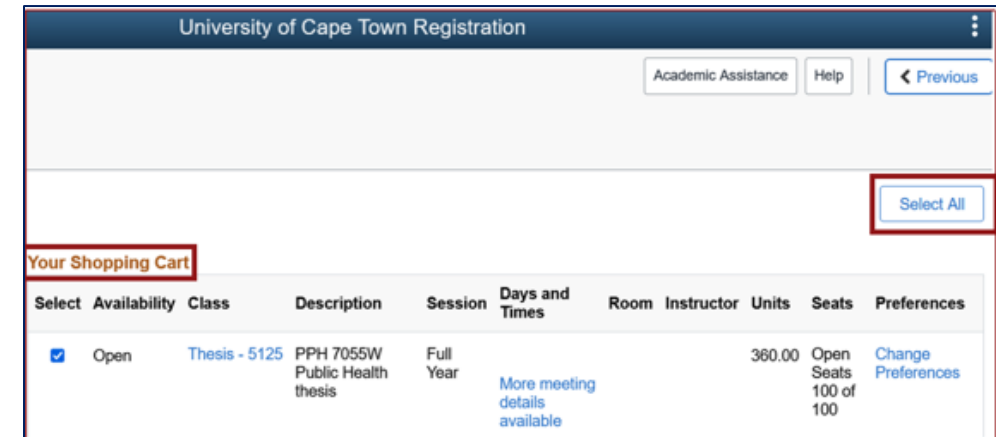 University of Cape Town Registration
Academic Assistance Help Previous
Select All
Your Shopping Cart
Select Availability Class Description Session Days and Times Room Instructor Units Seats Preferences
Open Thesis - 5125 PPH 7055W Public Health thesis Full Year More meeting details available 360.00 Open Seats 100 of 100 Change Preferences